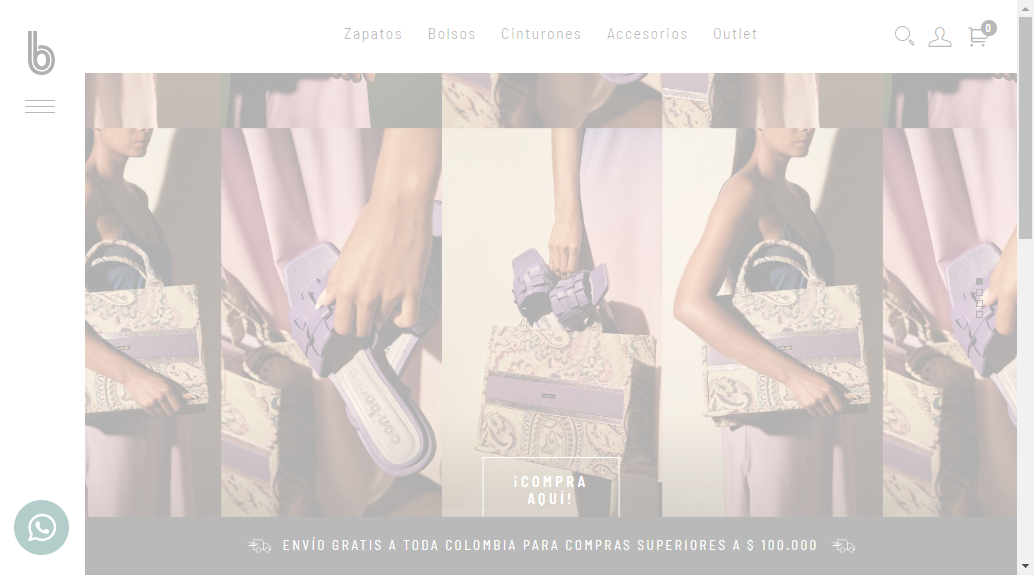 b
Zapatos Bolsos Cinturones Accesorios Outlet
0
¡COMPRA
AQUÍ!
ENVÍO GRATIS A TODA COLOMBIA PARA COMPRAS SUPERIORES A $ 100.000